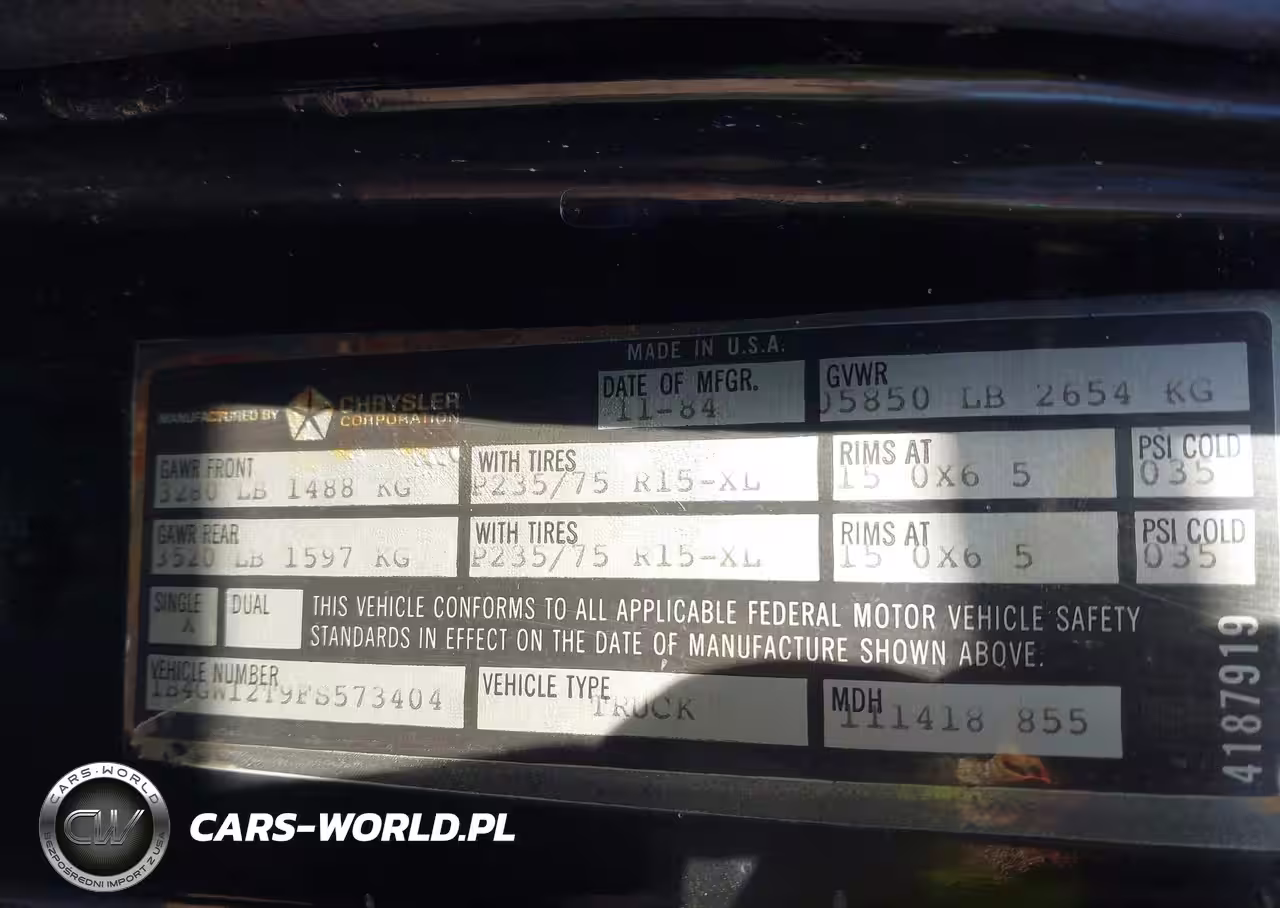 MADE IN U.S.A.
MANUFACTURED BY CHRYSLER CORPORATION
DATE OF MFGR.
11-84
GVWR
05850 LB 2654 KG
GAWR FRONT
3280 LB 1488 KG
WITH TIRES
P235/75 R15-XL
RIMS AT
15 0X6 5
PSI COLD
035
GAWR REAR
3520 LB 1597 KG
WITH TIRES
P235/75 R15-XL
RIMS AT
15 0X6 5
PSI COLD
035
SINGLE
X
DUAL
THIS VEHICLE CONFORMS TO ALL APPLICABLE FEDERAL MOTOR VEHICLE SAFETY
STANDARDS IN EFFECT ON THE DATE OF MANUFACTURE SHOWN ABOVE.
VEHICLE NUMBER
1B4GW12T9FS573404
VEHICLE TYPE
TRUCK
MDH
111418 855
4187919
CARS-WORLD
CW
BEZPOŚREDNI IMPORT Z USA
CARS-WORLD.PL